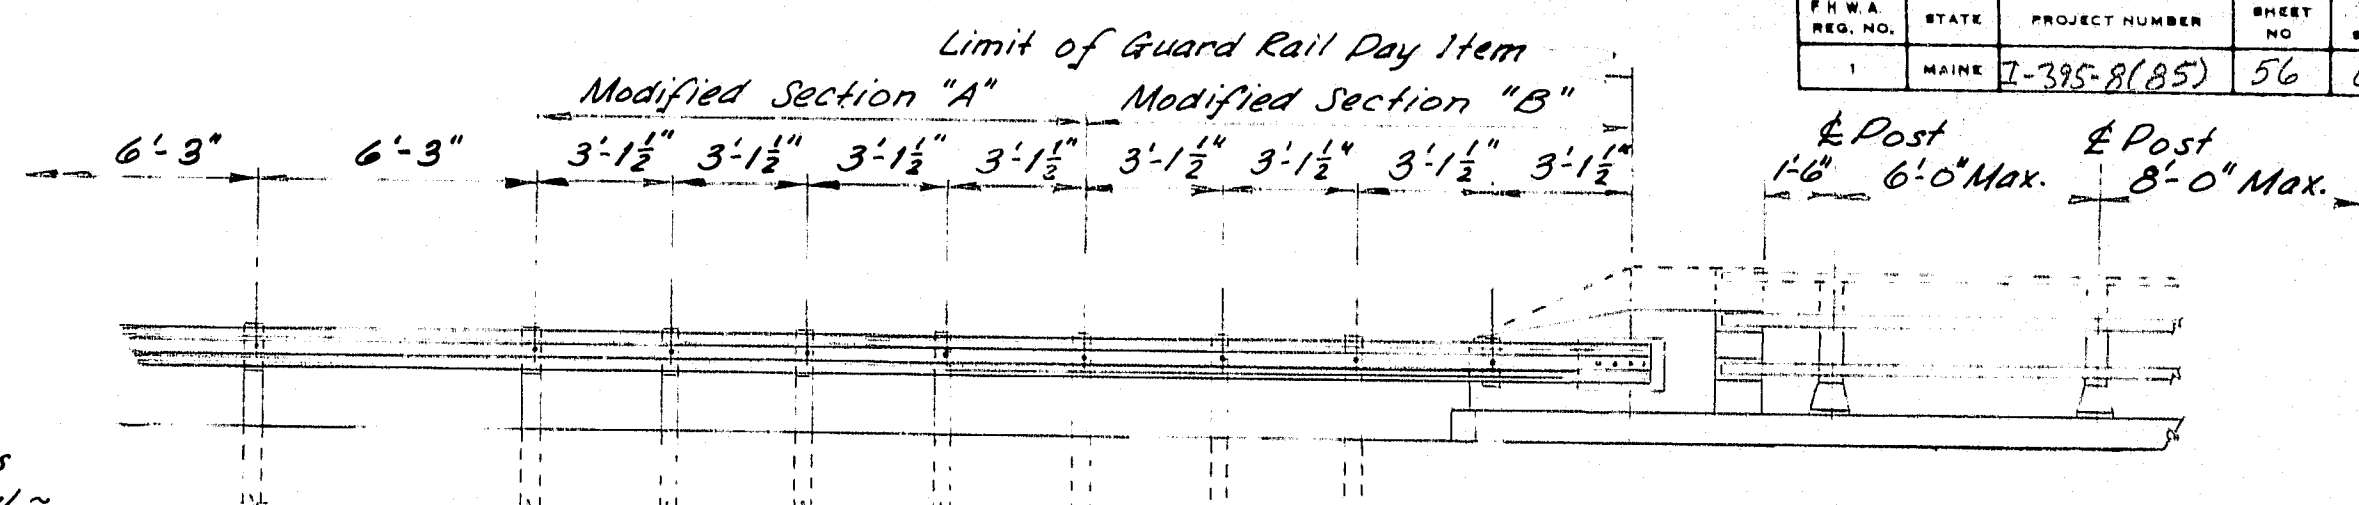 F.H.W.A. REG. NO. STATE PROJECT NUMBER SHEET NO
1 MAINE I-395-8(85) 56
Limit of Guard Rail Pay Item
Modified Section "A" Modified Section "B"
₵ Post ₵ Post
6'-3" 6'-3" 3'-1½" 3'-1½" 3'-1½" 3'-1½" 3'-1½" 3'-1½" 3'-1½" 3'-1½" 1'-6" 6'-0" Max. 8'-0" Max.